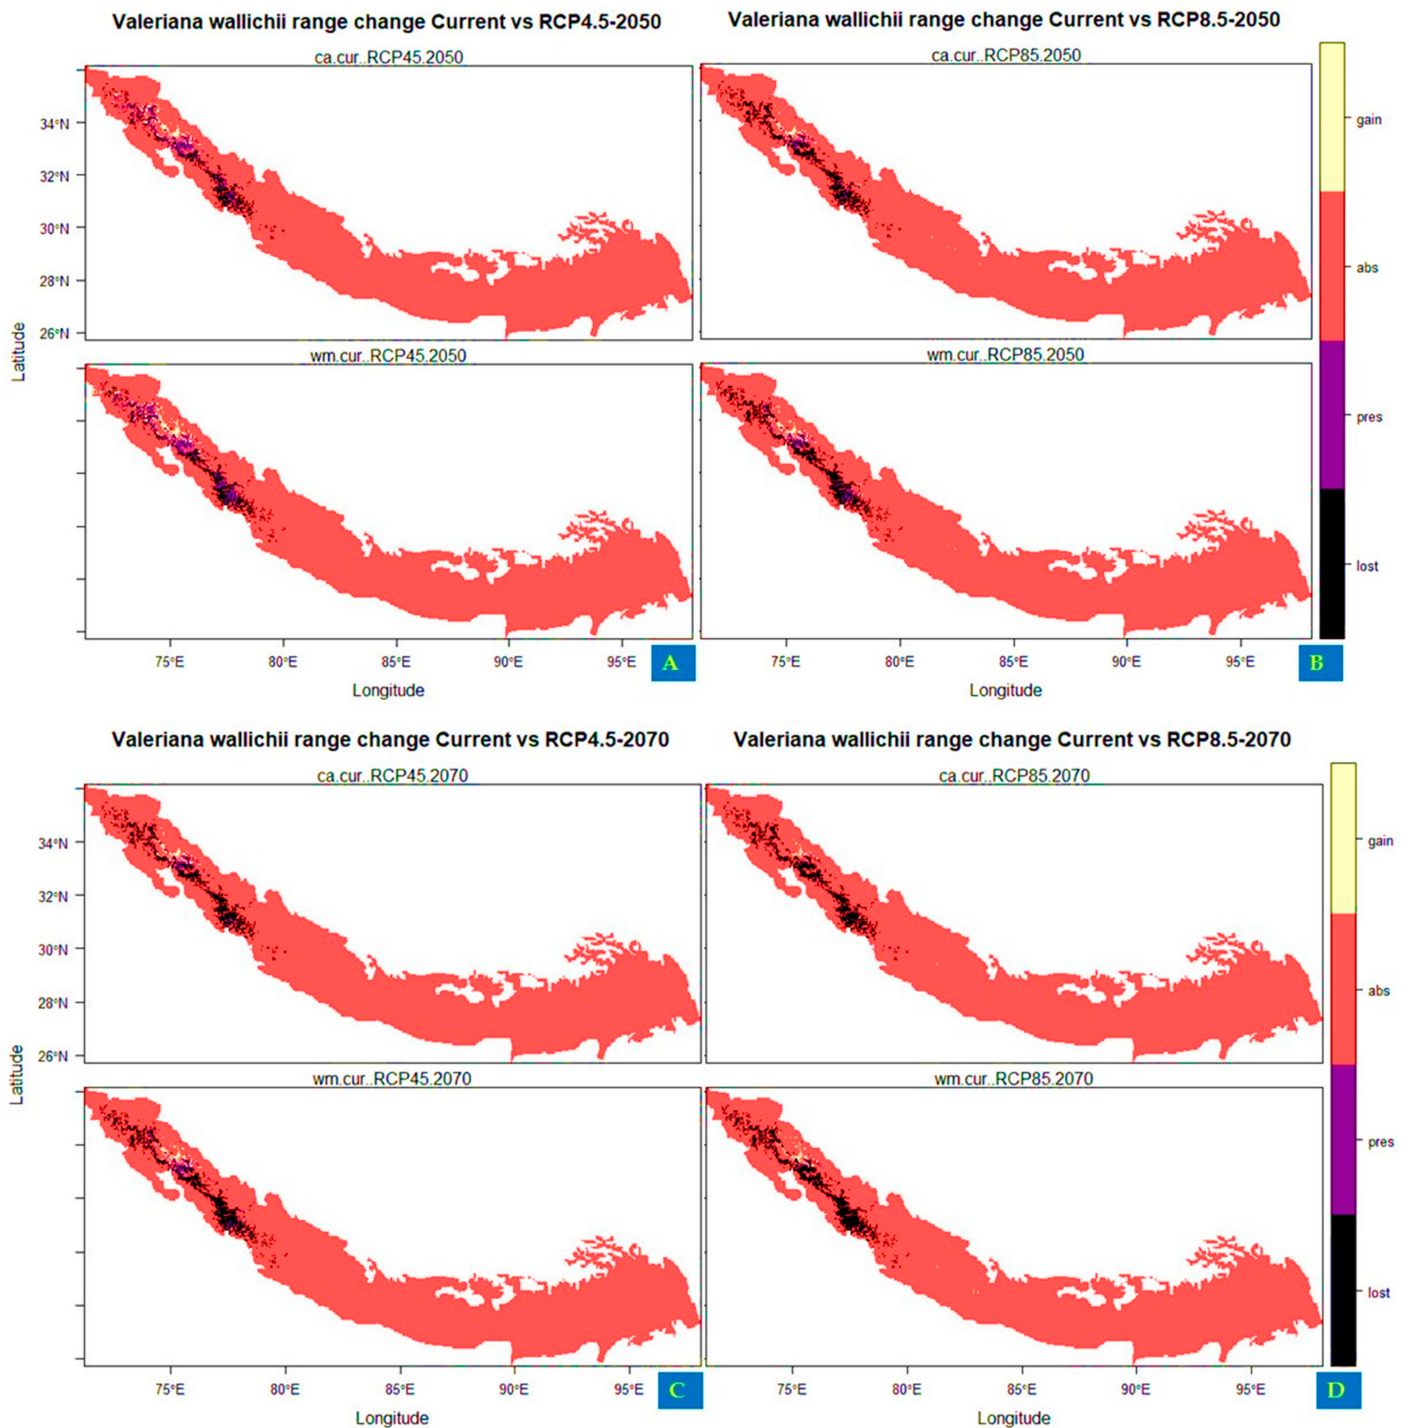 Valeriana wallichii range change Current vs RCP4.5-2050
Valeriana wallichii range change Current vs RCP8.5-2050
ca.cur..RCP45.2050
ca.cur..RCP85.2050
34°N
32°N
30°N
28°N
26°N
gain
abs
pres
lost
Latitude
wm.cur..RCP45.2050
wm.cur..RCP85.2050
75°E 80°E 85°E 90°E 95°E
A
75°E 80°E 85°E 90°E 95°E
B
Longitude
Longitude
Valeriana wallichii range change Current vs RCP4.5-2070
Valeriana wallichii range change Current vs RCP8.5-2070
ca.cur..RCP45.2070
ca.cur..RCP85.2070
34°N
32°N
30°N
28°N
26°N
gain
abs
pres
lost
Latitude
wm.cur..RCP45.2070
wm.cur..RCP85.2070
75°E 80°E 85°E 90°E 95°E
C
75°E 80°E 85°E 90°E 95°E
D
Longitude
Longitude